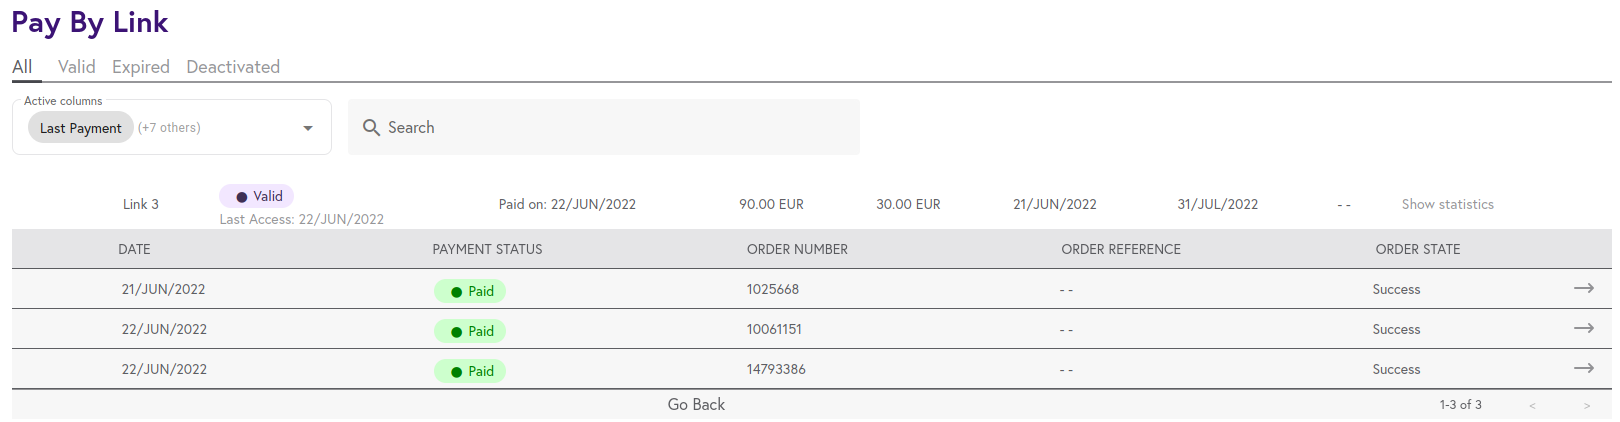 Pay By Link
All Valid Expired Deactivated
Active columns
Last Payment (+7 others)
Search
Link 3 Valid Paid on: 22/JUN/2022 90.00 EUR 30.00 EUR 21/JUN/2022 31/JUL/2022 -- Show statistics
Last Access: 22/JUN/2022
DATE PAYMENT STATUS ORDER NUMBER ORDER REFERENCE ORDER STATE
21/JUN/2022 Paid 1025668 -- Success →
22/JUN/2022 Paid 10061151 -- Success →
22/JUN/2022 Paid 14793386 -- Success →
Go Back 1-3 of 3 < >